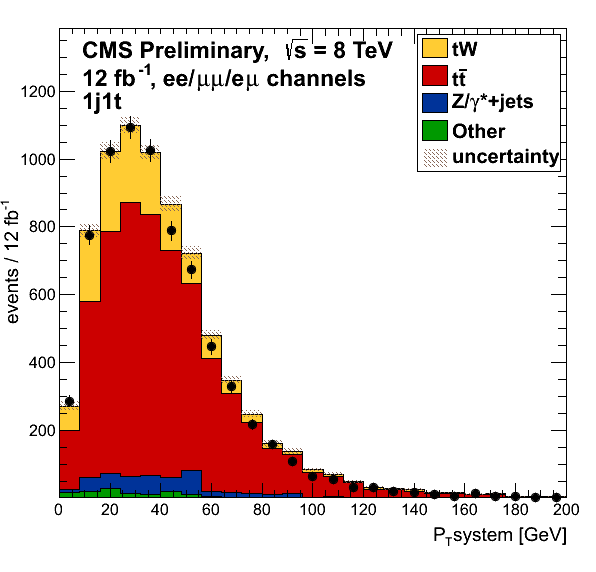 CMS Preliminary, √s = 8 TeV
12 fb⁻¹, ee/μμ/eμ channels
1j1t
tW
tt̄
Z/γ*+jets
Other
uncertainty
events / 12 fb⁻¹
1200
1000
800
600
400
200
0 20 40 60 80 100 120 140 160 180 200
P_T system [GeV]